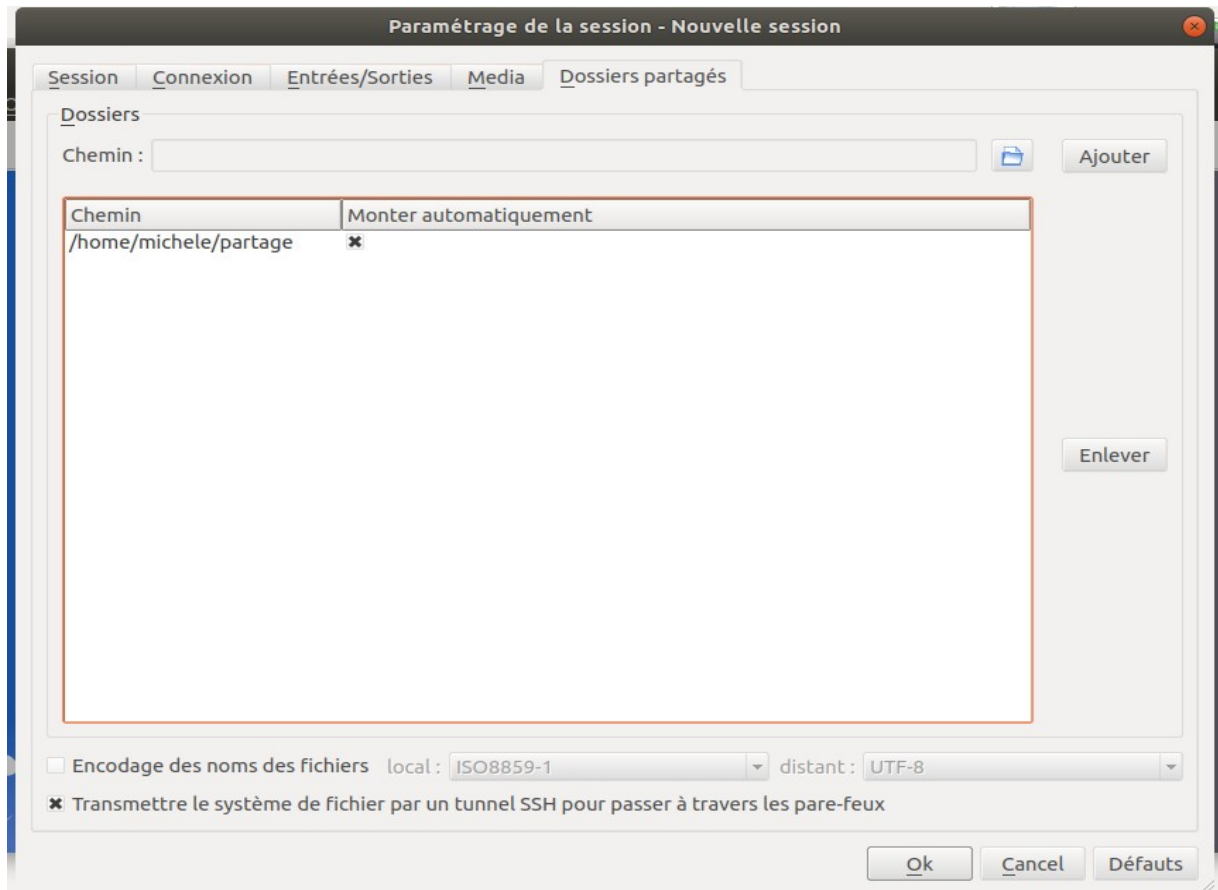 Paramétrage de la session - Nouvelle session
Session Connexion Entrées/Sorties Media Dossiers partagés
Dossiers
Chemin : Ajouter
Chemin Monter automatiquement
/home/michele/partage
Enlever
Encodage des noms des fichiers local : ISO8859-1 distant : UTF-8
Transmettre le système de fichier par un tunnel SSH pour passer à travers les pare-feux
Ok Cancel Défauts